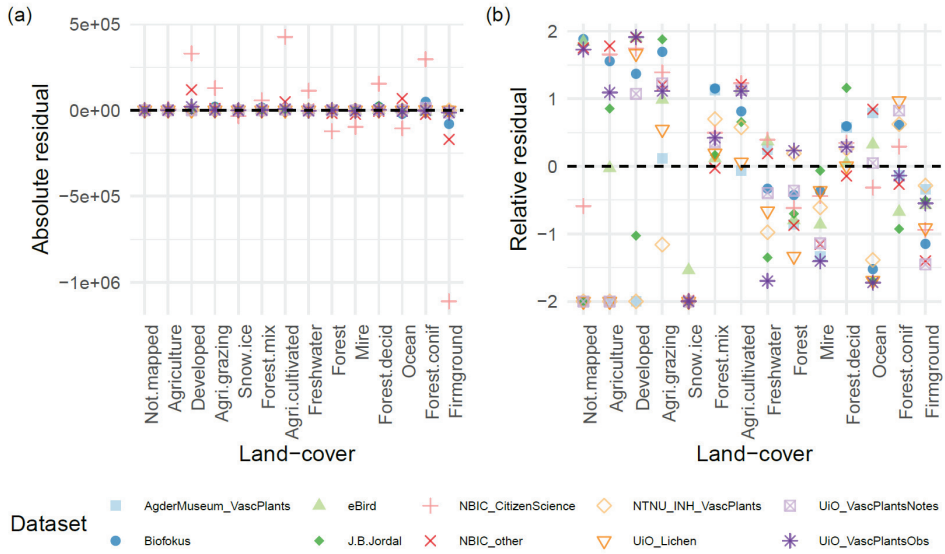 (a)
(b)
Absolute residual
5e+05
0e+00
−5e+05
−1e+06
Not.mapped
Agriculture
Developed
Agri.grazing
Snow.ice
Forest.mix
Agri.cultivated
Freshwater
Forest
Mire
Forest.decid
Ocean
Forest.conif
Firmground
Land−cover
Relative residual
2
1
0
−1
−2
Not.mapped
Agriculture
Developed
Agri.grazing
Snow.ice
Forest.mix
Agri.cultivated
Freshwater
Forest
Mire
Forest.decid
Ocean
Forest.conif
Firmground
Land−cover
Dataset
AgderMuseum_VascPlants
eBird
NBIC_CitizenScience
NTNU_INH_VascPlants
UiO_VascPlantsNotes
Biofokus
J.B.Jordal
NBIC_other
UiO_Lichen
UiO_VascPlantsObs